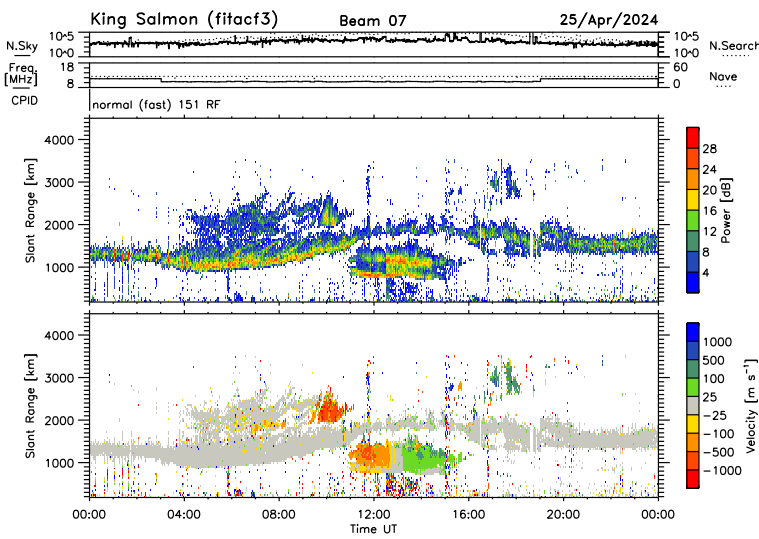 King Salmon (fitacf3) Beam 07 25/Apr/2024
N.Sky 10^5 10^0 10^5 10^0 N.Search
Freq. [MHz] 18 8 60 0 Nave
CPID normal (fast) 151 RF
Slant Range [km] 4000 3000 2000 1000
Power [dB] 28 24 20 16 12 8 4
Slant Range [km] 4000 3000 2000 1000
Velocity [m s⁻¹] 1000 500 100 25 −25 −100 −500 −1000
00:00 04:00 08:00 12:00 16:00 20:00 00:00
Time UT